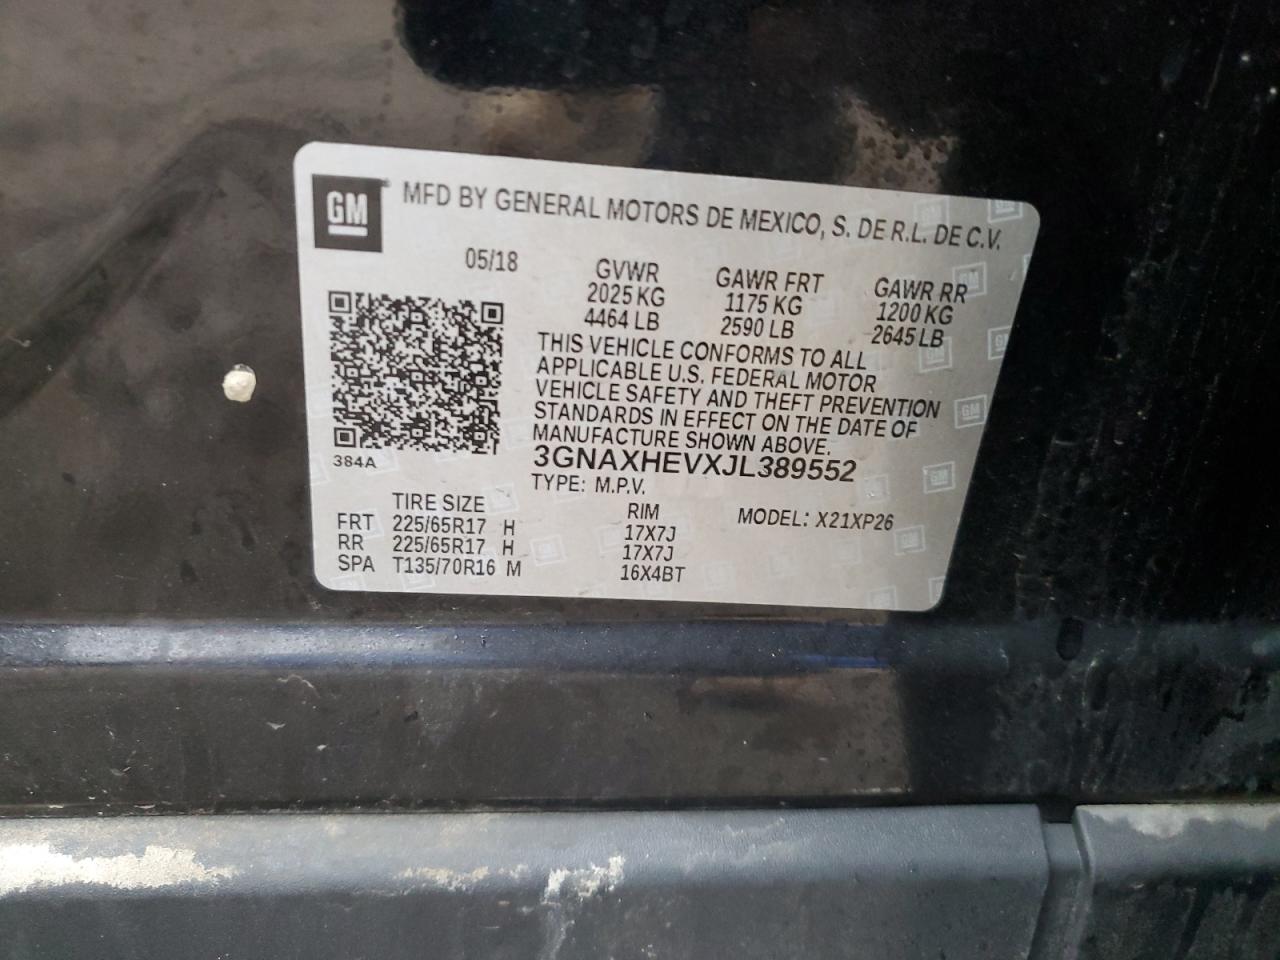 GM MFD BY GENERAL MOTORS DE MEXICO, S. DE R.L. DE C.V.
05/18 GVWR GAWR FRT GAWR RR
2025 KG 1175 KG 1200 KG
4464 LB 2590 LB 2645 LB
THIS VEHICLE CONFORMS TO ALL
APPLICABLE U.S. FEDERAL MOTOR
VEHICLE SAFETY AND THEFT PREVENTION
STANDARDS IN EFFECT ON THE DATE OF
MANUFACTURE SHOWN ABOVE.
384A 3GNAXHEVXJL389552
TYPE: M.P.V.
TIRE SIZE RIM MODEL: X21XP26
FRT 225/65R17 H 17X7J
RR 225/65R17 H 17X7J
SPA T135/70R16 M 16X4BT